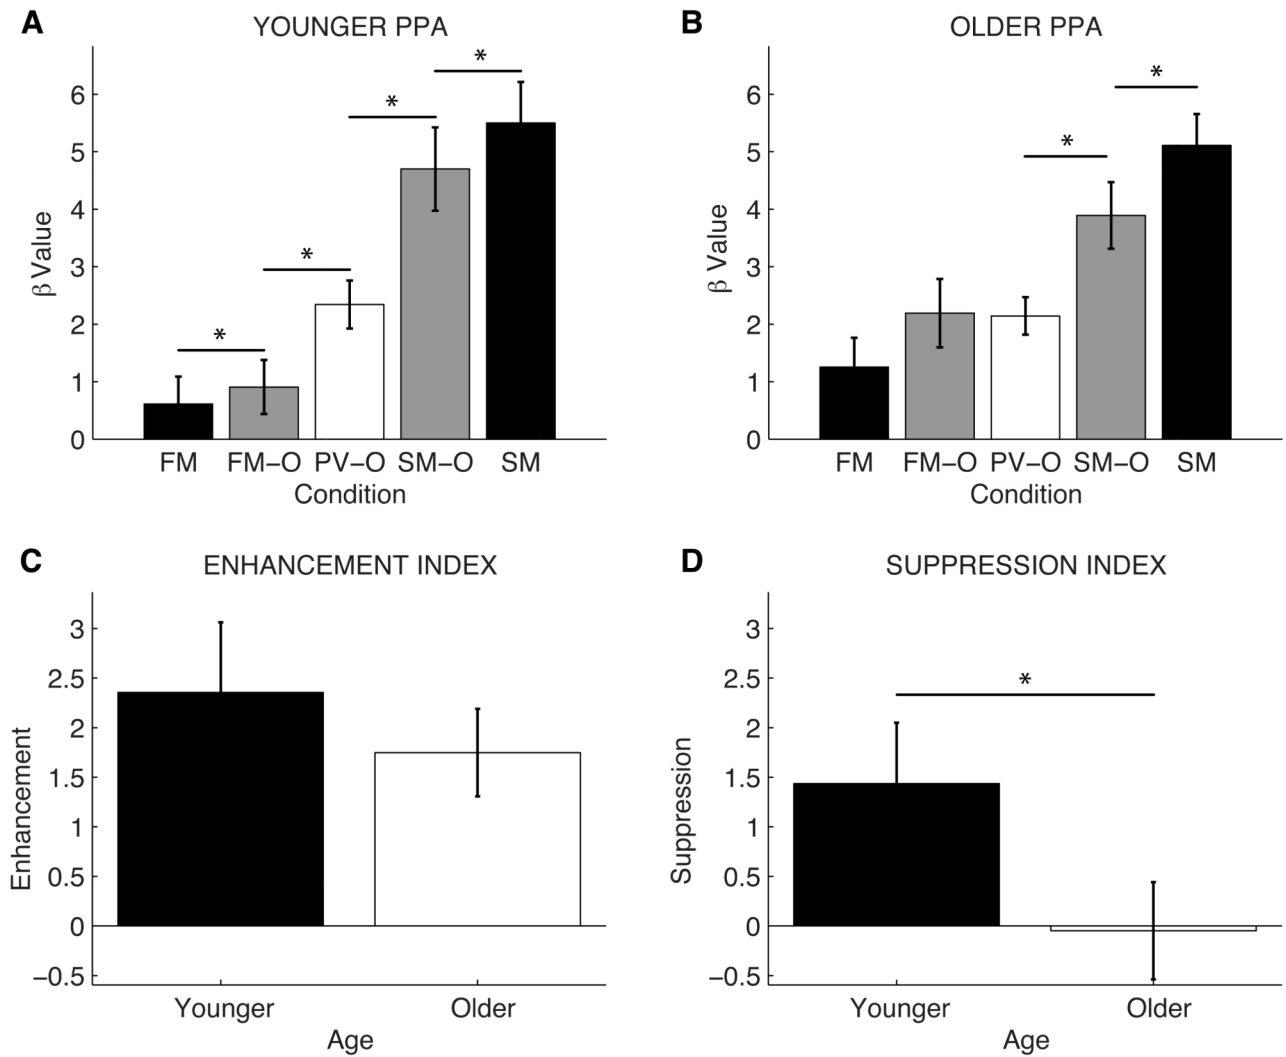 A
YOUNGER PPA
*
*
*
*
β Value
6
5
4
3
2
1
0
FM FM−O PV−O SM−O SM
Condition
B
OLDER PPA
*
*
β Value
6
5
4
3
2
1
0
FM FM−O PV−O SM−O SM
Condition
C
ENHANCEMENT INDEX
Enhancement
3
2.5
2
1.5
1
0.5
0
−0.5
Younger Older
Age
D
SUPPRESSION INDEX
*
Suppression
3
2.5
2
1.5
1
0.5
0
−0.5
Younger Older
Age